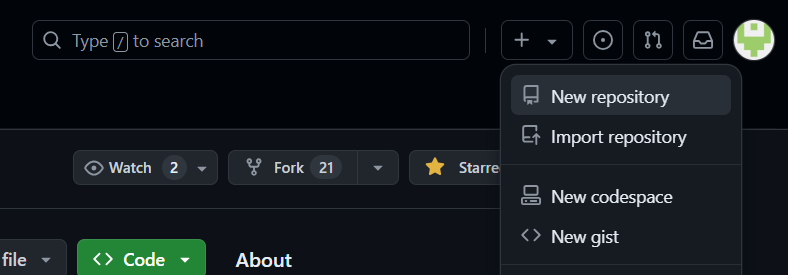 Type / to search
New repository
Import repository
Watch 2
Fork 21
Starre
New codespace
New gist
file
Code
About